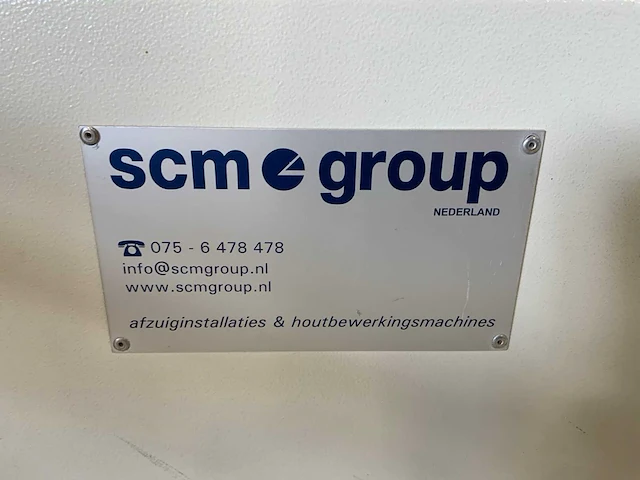 scm group
NEDERLAND
☎ 075 - 6 478 478
info@scmgroup.nl
www.scmgroup.nl
afzuiginstallaties & houtbewerkingsmachines